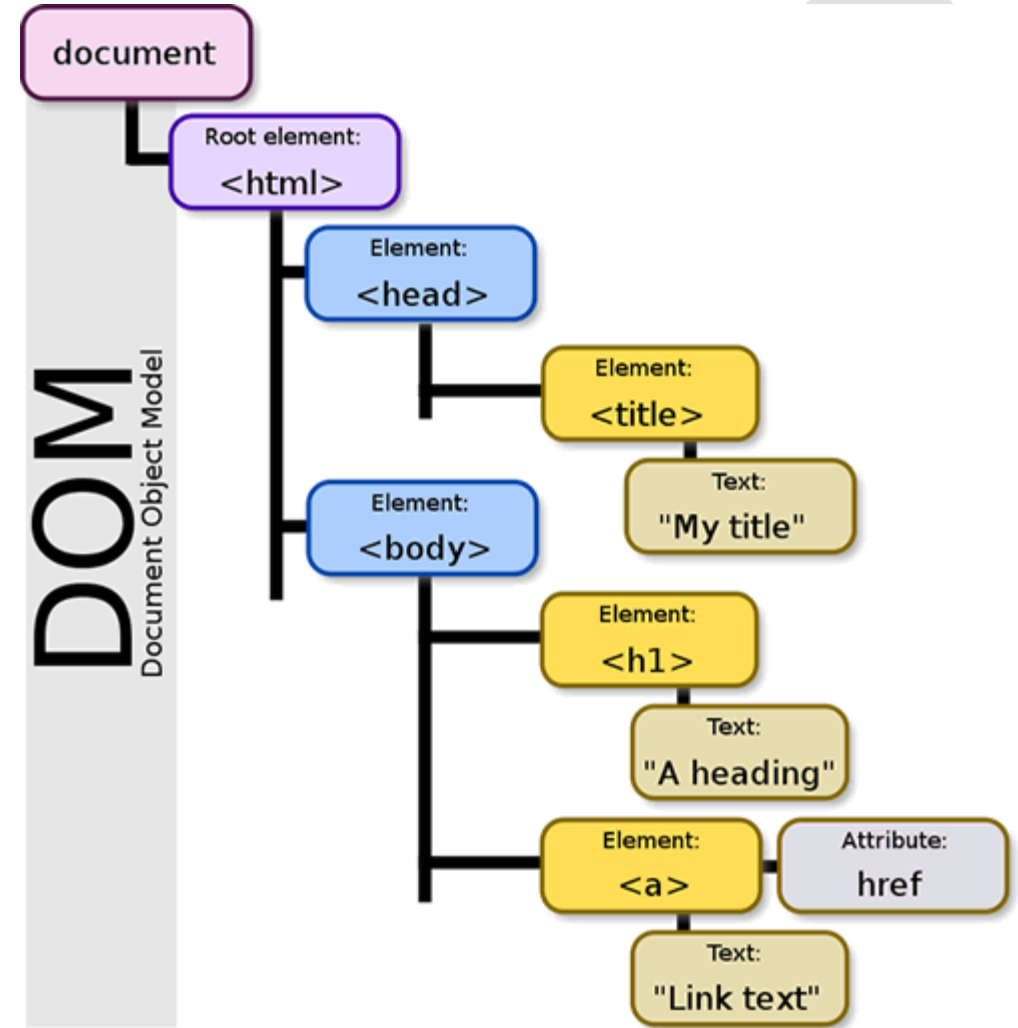 document
Root element:
<html>
Element:
<head>
Element:
<title>
Text:
"My title"
Element:
<body>
Element:
<h1>
Text:
"A heading"
Element:
<a>
Attribute:
href
Text:
"Link text"
DOM
Document Object Model